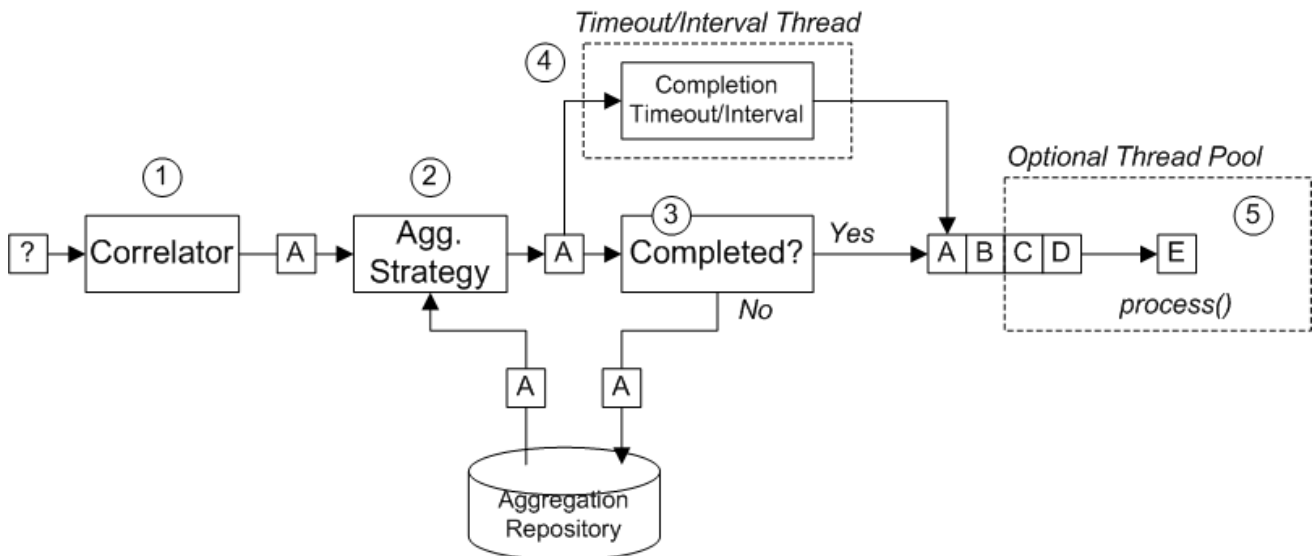 Timeout/Interval Thread
4
Completion
Timeout/Interval
Optional Thread Pool
1
2
3
5
?
Correlator
A
Agg.
Strategy
A
Completed?
Yes
A B C D
E
No
process()
A
A
Aggregation
Repository